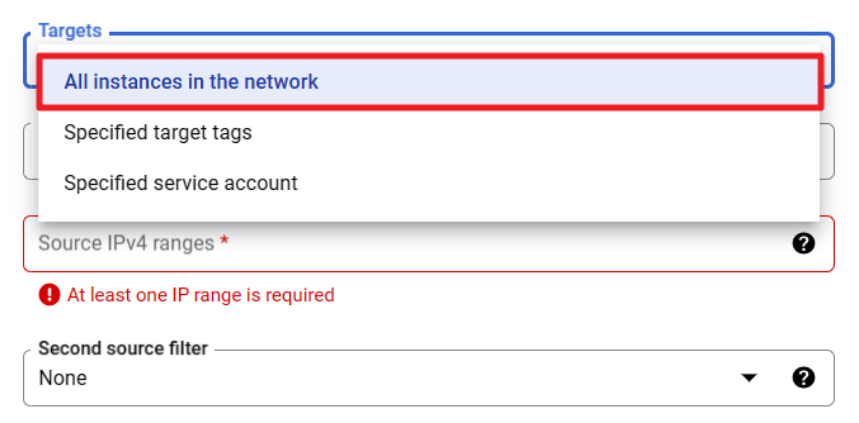 Targets
All instances in the network
Specified target tags
Specified service account
Source IPv4 ranges *
At least one IP range is required
Second source filter
None